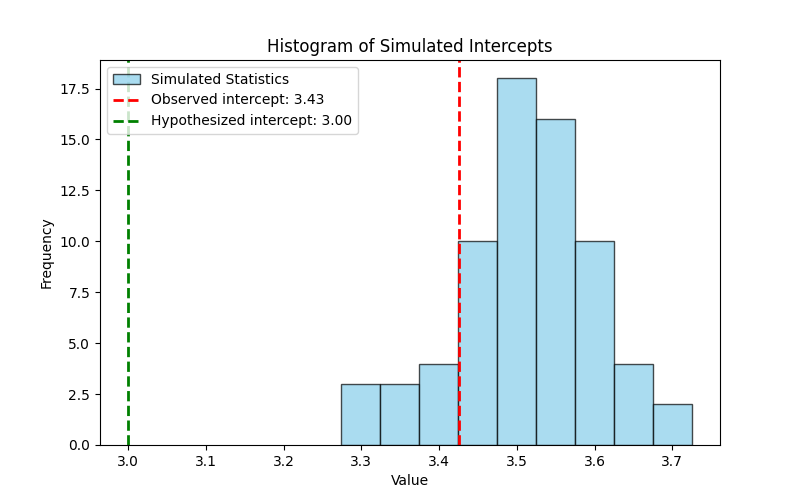 Histogram of Simulated Intercepts
Simulated Statistics
Observed intercept: 3.43
Hypothesized intercept: 3.00
Frequency
17.5
15.0
12.5
10.0
7.5
5.0
2.5
0.0
3.0 3.1 3.2 3.3 3.4 3.5 3.6 3.7
Value